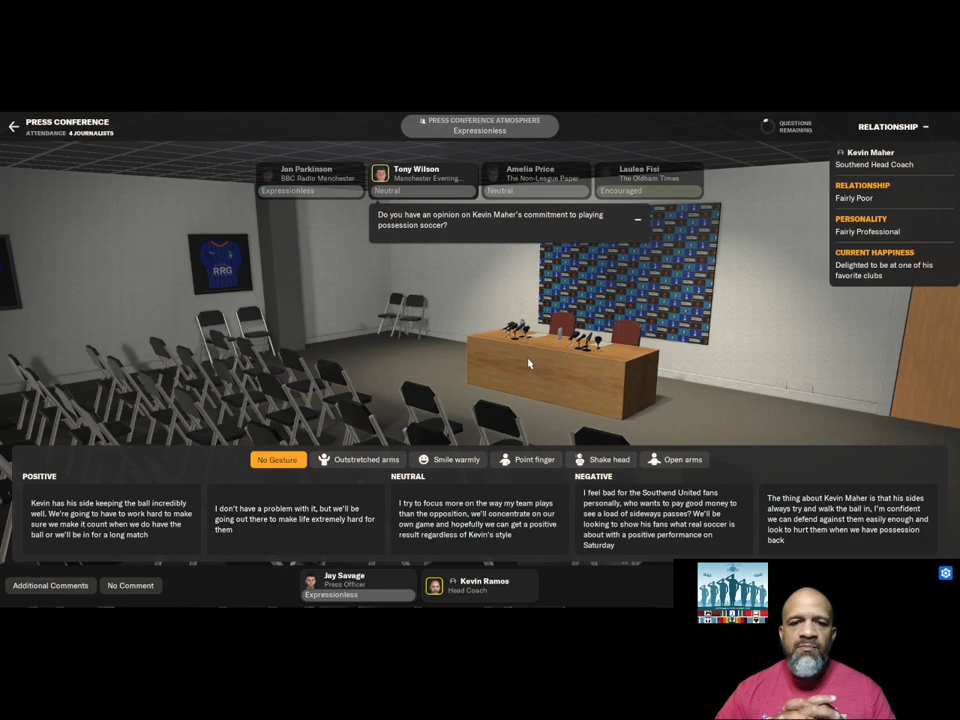 PRESS CONFERENCE
ATTENDANCE 4 JOURNALISTS
PRESS CONFERENCE ATMOSPHERE
Expressionless
QUESTIONS
REMAINING
RELATIONSHIP
Jan Parkinson
BBC Radio Manchester
Expressionless
Tony Wilson
Manchester Evening...
Neutral
Amelia Price
The Non-League Paper
Neutral
Laulea Fisi
The Oldham Times
Encouraged
Kevin Maher
Southend Head Coach
RELATIONSHIP
Fairly Poor
PERSONALITY
Fairly Professional
CURRENT HAPPINESS
Delighted to be at one of his
favorite clubs
Do you have an opinion on Kevin Maher's commitment to playing
possession soccer?
RRG
No Gesture
Outstretched arms
Smile warmly
Point finger
Shake head
Open arms
POSITIVE
Kevin has his side keeping the ball incredibly
well. We're going to have to work hard to make
sure we make it count when we do have the
ball or we'll be in for a long match
I don't have a problem with it, but we'll be
going out there to make life extremely hard for
them
NEUTRAL
I try to focus more on the way my team plays
than the opposition, we'll concentrate on our
own game and hopefully we can get a positive
result regardless of Kevin's style
NEGATIVE
I feel bad for the Southend United fans
personally, who wants to pay good money to
see a load of sideways passes? We'll be
looking to show his fans what real soccer is
about with a positive performance on
Saturday
The thing about Kevin Maher is that his sides
always try and walk the ball in, I'm confident
we can defend against them easily enough and
look to hurt them when we have possession
back
Additional Comments
No Comment
Jay Savage
Press Officer
Expressionless
Kevin Ramos
Head Coach